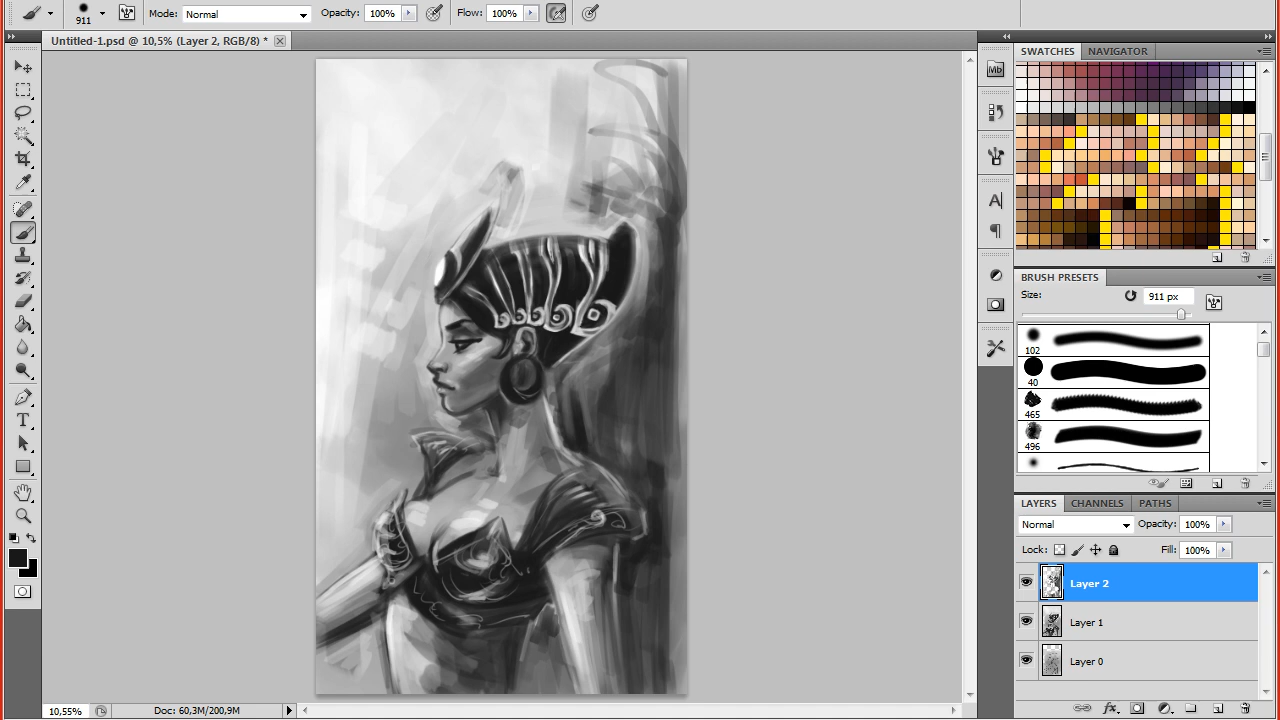 911 Mode: Normal Opacity: 100% Flow: 100%
Untitled-1.psd @ 10,5% (Layer 2, RGB/8) *
SWATCHES NAVIGATOR
Mb
A
¶
T
BRUSH PRESETS
Size: 911 px
102
40
465
496
LAYERS CHANNELS PATHS
Normal Opacity: 100%
Lock: Fill: 100%
Layer 2
Layer 1
Layer 0
fx
10,55% Doc: 60,3M/200,9M